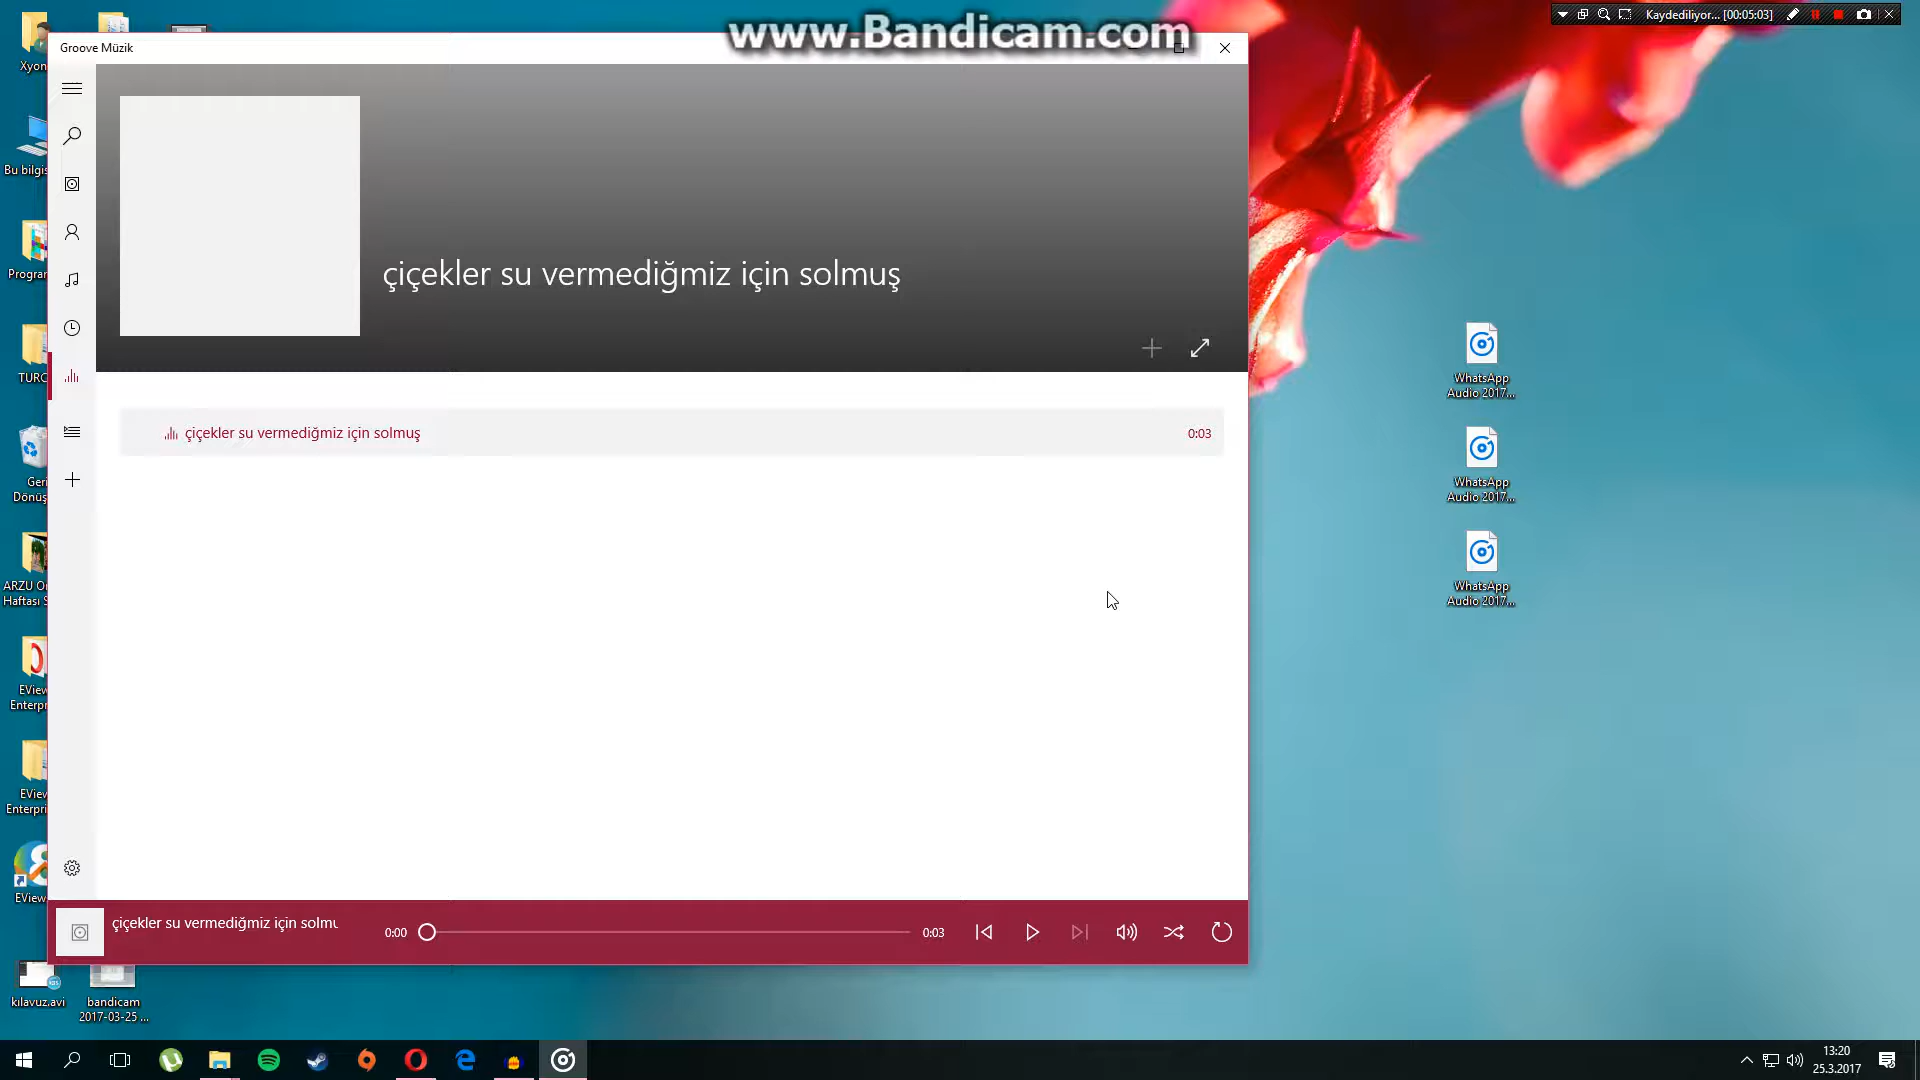 www.Bandicam.com
Kaydediliyor... [00:05:03]
Groove Müzik
çiçekler su vermediğmiz için solmuş
çiçekler su vermediğmiz için solmuş
0:03
çiçekler su vermediğmiz için solmu
0:00
0:03
Xyon
Bu bilgis
Program
TURC
Geri
Dönüş
ARZU
Haftası
EView
Enterpr
EView
Enterpri
EView
kılavuz.avi
bandicam
2017-03-25 ...
WhatsApp
Audio 2017...
WhatsApp
Audio 2017...
WhatsApp
Audio 2017...
13:20
25.3.2017